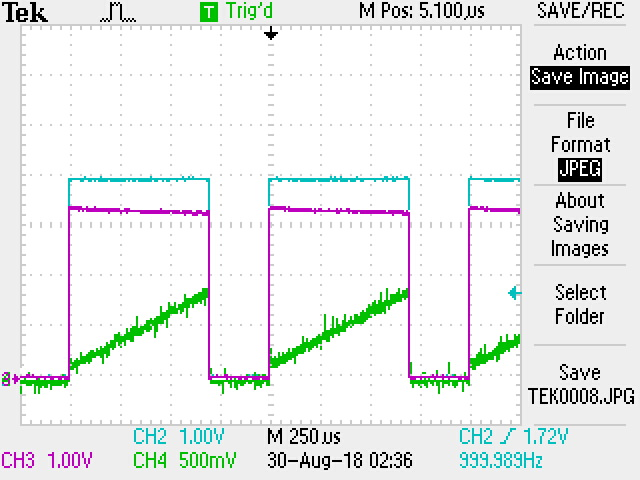 Tek T Trig'd M Pos: 5.100µs SAVE/REC
Action
Save Image
File
Format
JPEG
About
Saving
Images
Select
Folder
Save
TEK0008.JPG
CH2 1.00V M 250µs CH2 1.72V
CH3 1.00V CH4 500mV 30-Aug-18 02:36 999.989Hz